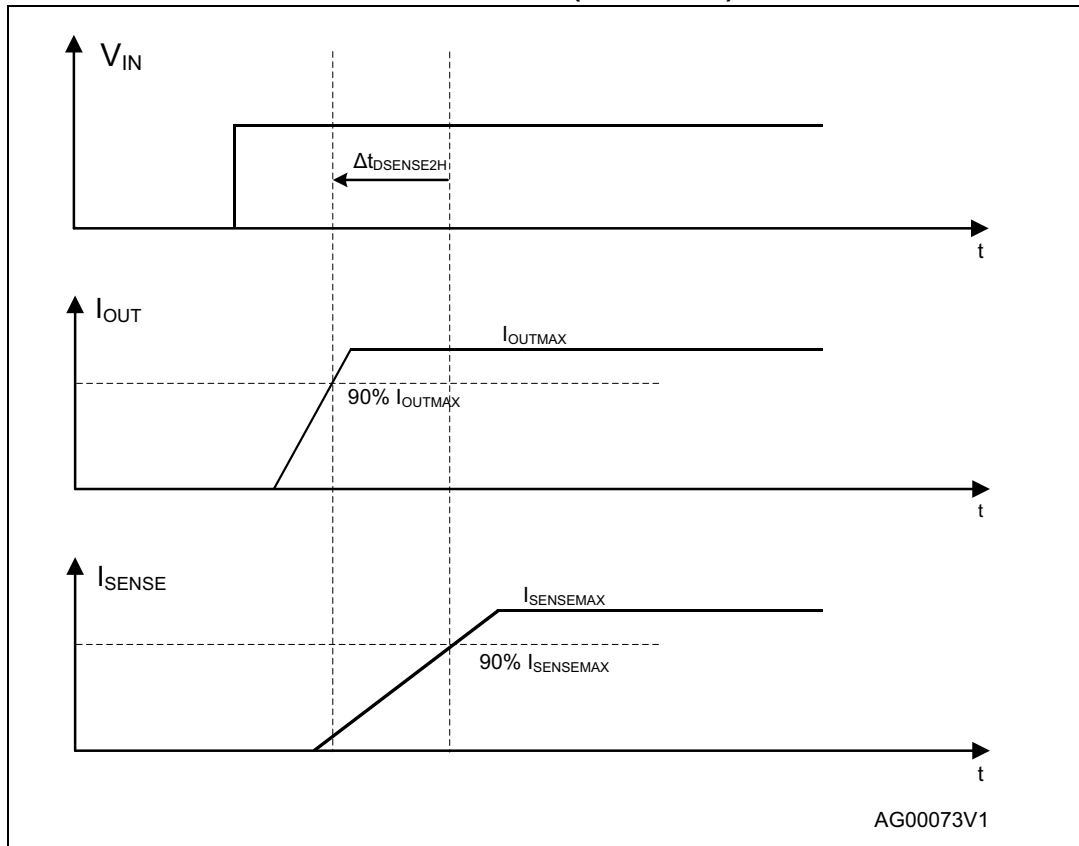 VIN
ΔtDSENSE2H
t
IOUT
IOUTMAX
90% IOUTMAX
t
ISENSE
ISENSEMAX
90% ISENSEMAX
t
AG00073V1